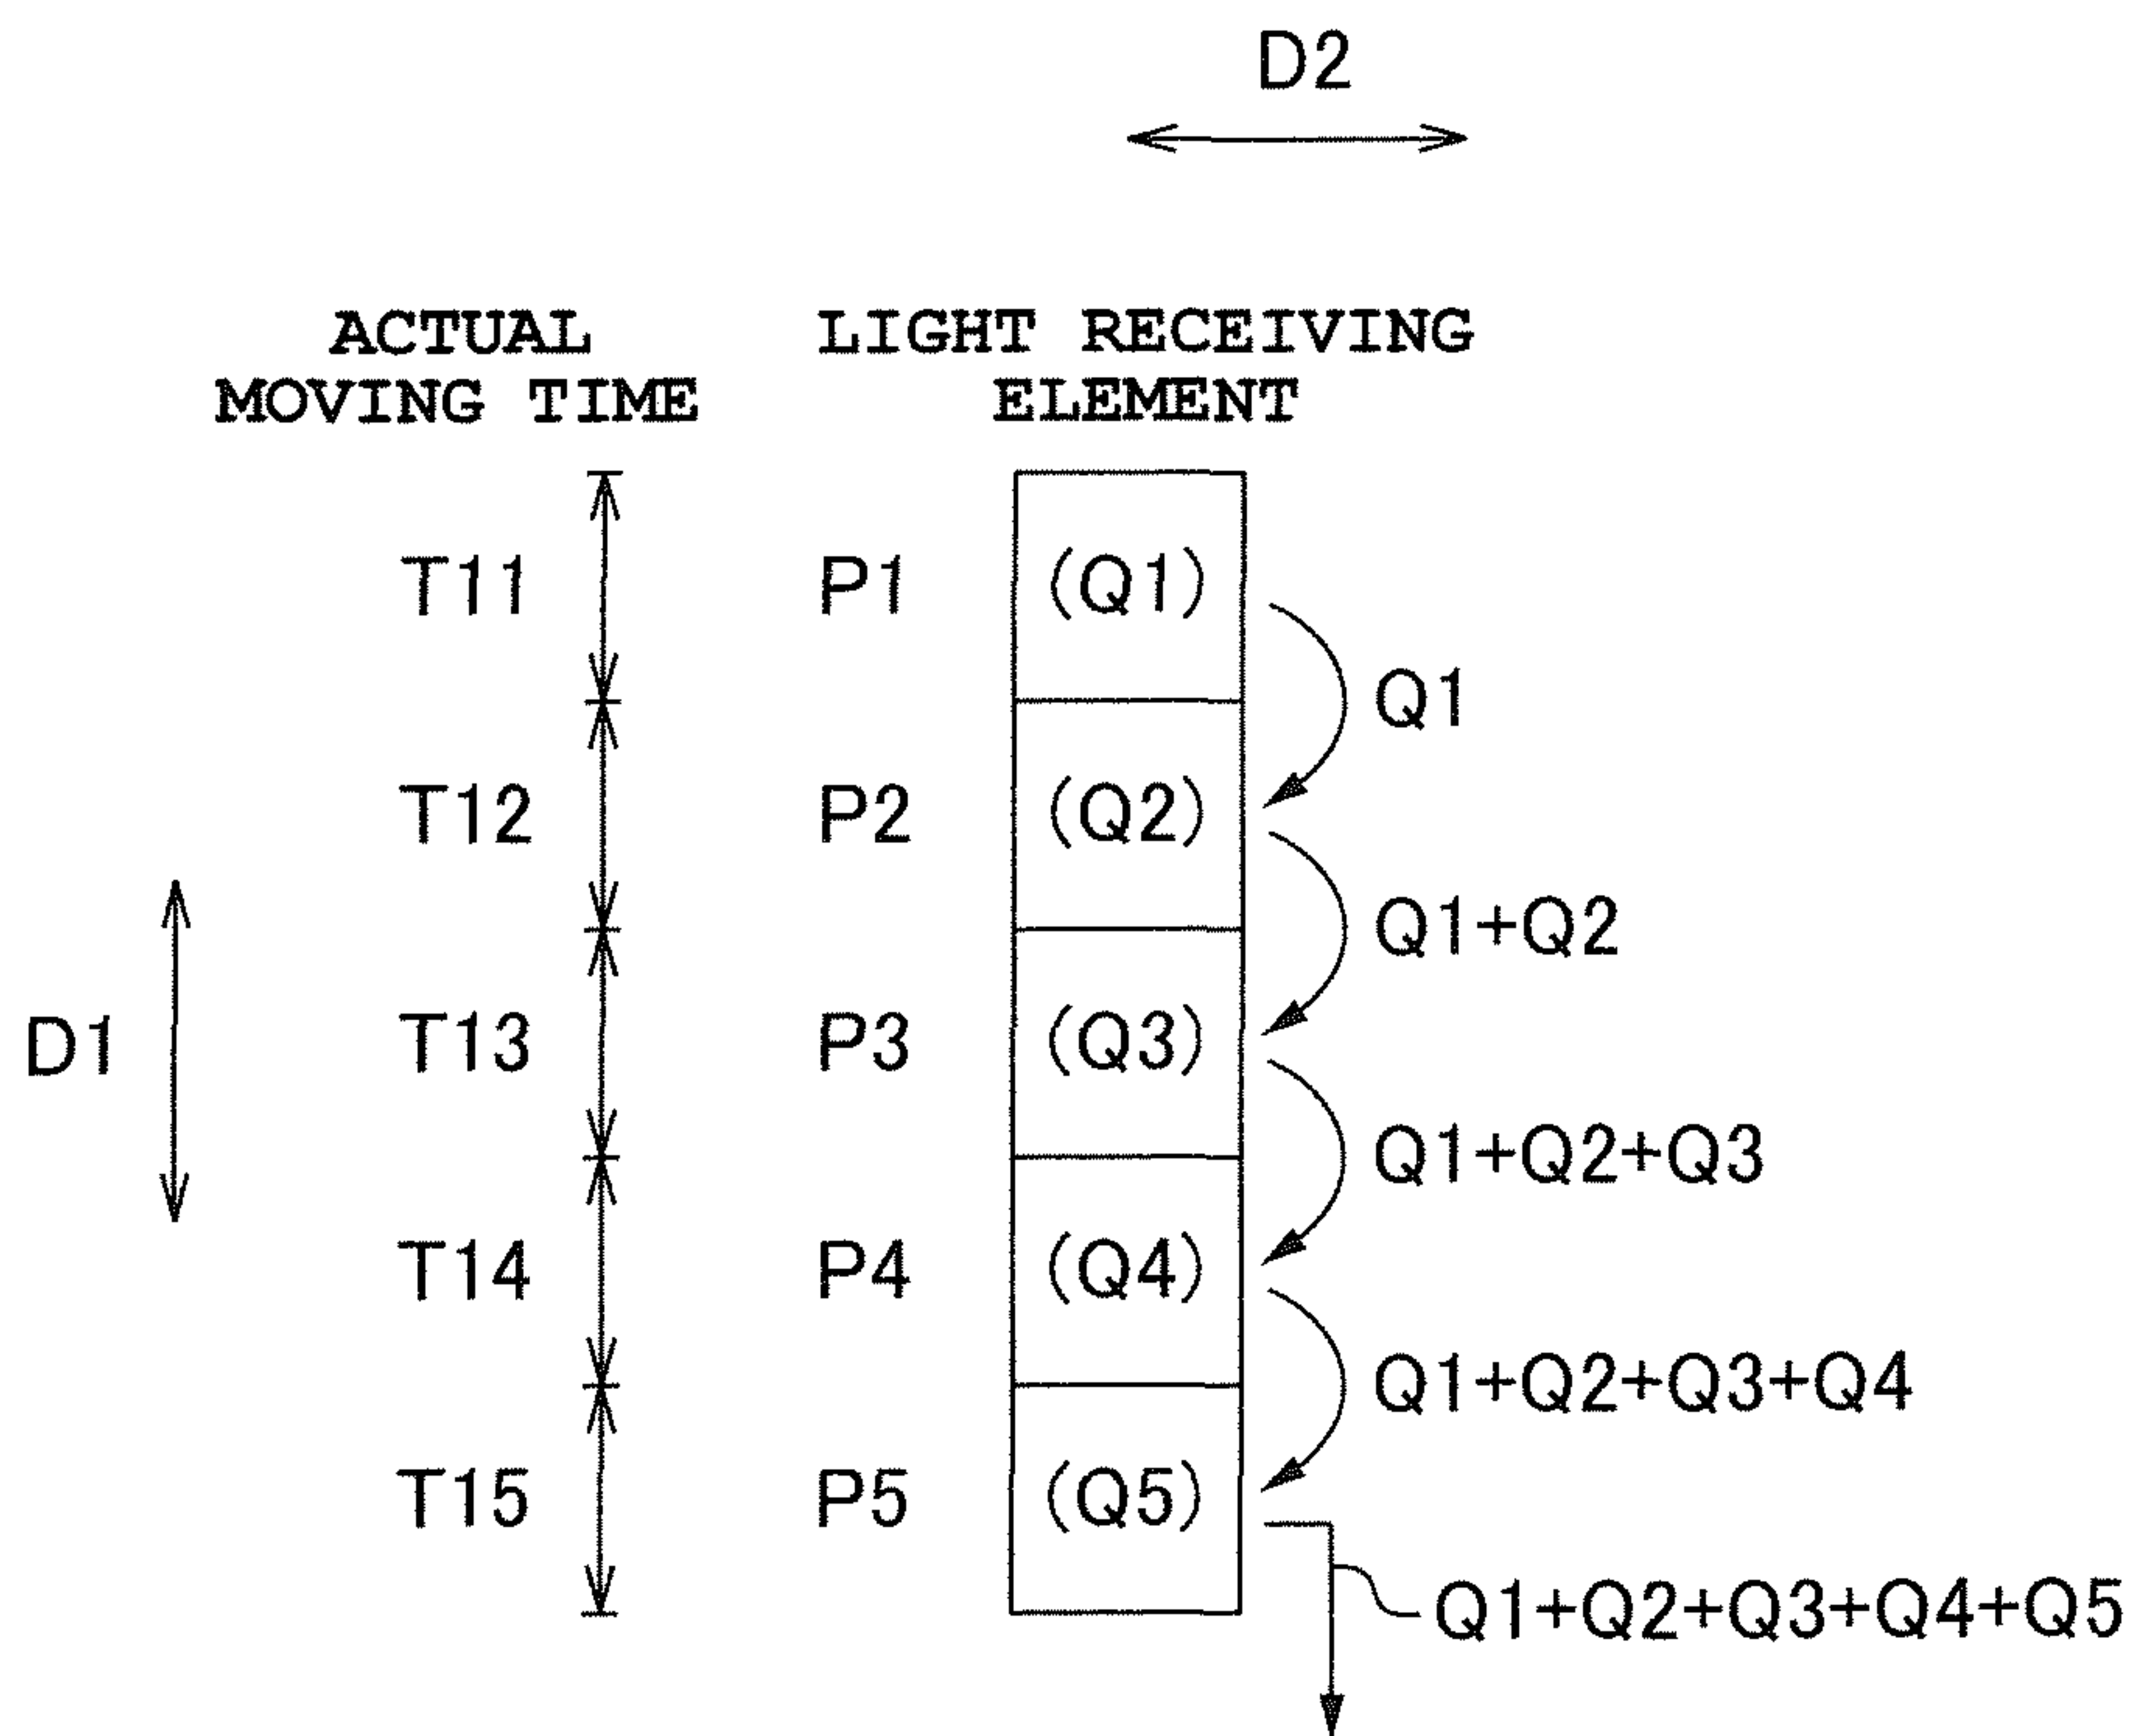 D2
ACTUAL
MOVING TIME
LIGHT RECEIVING
ELEMENT
T11 P1 (Q1)
Q1
T12 P2 (Q2)
Q1+Q2
D1 T13 P3 (Q3)
Q1+Q2+Q3
T14 P4 (Q4)
Q1+Q2+Q3+Q4
T15 P5 (Q5)
Q1+Q2+Q3+Q4+Q5